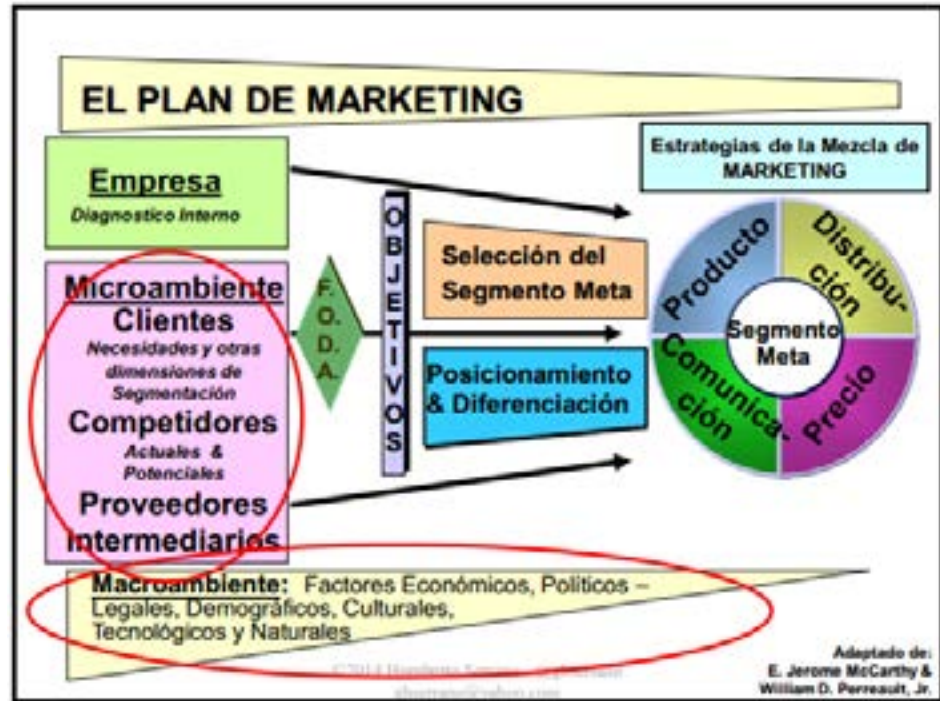 EL PLAN DE MARKETING
Empresa
Diagnostico Interno
Microambiente
Clientes
Necesidades y otras
dimensiones de
Segmentación
Competidores
Actuales &
Potenciales
Proveedores
Intermediarios
F.
O.
D.
A.
OBJETIVOS
Selección del
Segmento Meta
Posicionamiento
& Diferenciación
Estrategias de la Mezcla de
MARKETING
Producto
Distribu-
ción
Segmento
Meta
Comunica-
ción
Precio
Macroambiente: Factores Económicos, Políticos –
Legales, Demográficos, Culturales,
Tecnológicos y Naturales
Adaptado de:
E. Jerome McCarthy &
William D. Perreault, Jr.